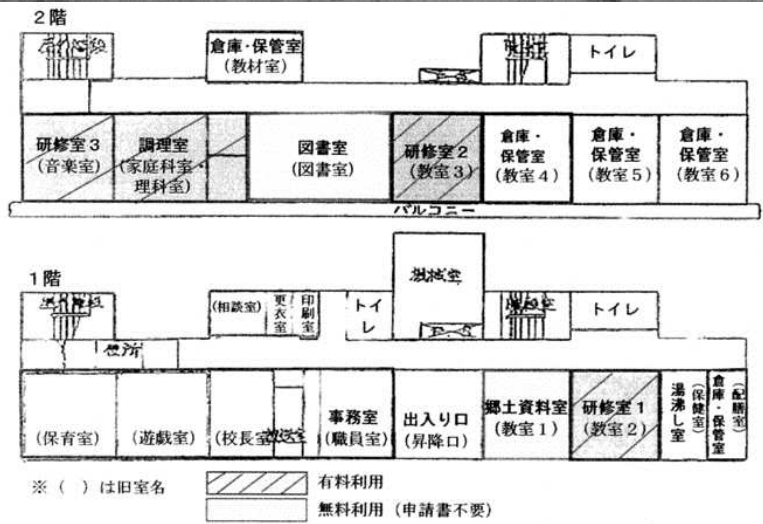 2階
倉庫・保管室
(教材室)
トイレ
研修室3
(音楽室)
調理室
(家庭科室・
理科室)
図書室
(図書室)
研修室2
(教室3)
倉庫・
保管室
(教室4)
倉庫・
保管室
(教室5)
倉庫・
保管室
(教室6)
バルコニー
1階
(相談室)
更衣室
印刷室
トイレ
機械室
トイレ
便所
(保育室)
(遊戯室)
(校長室)
事務室
(職員室)
出入り口
(昇降口)
郷土資料室
(教室1)
研修室1
(教室2)
湯沸し室
(保健室)
倉庫・保管室
(配膳室)
※( )は旧室名
有料利用
無料利用(申請書不要)